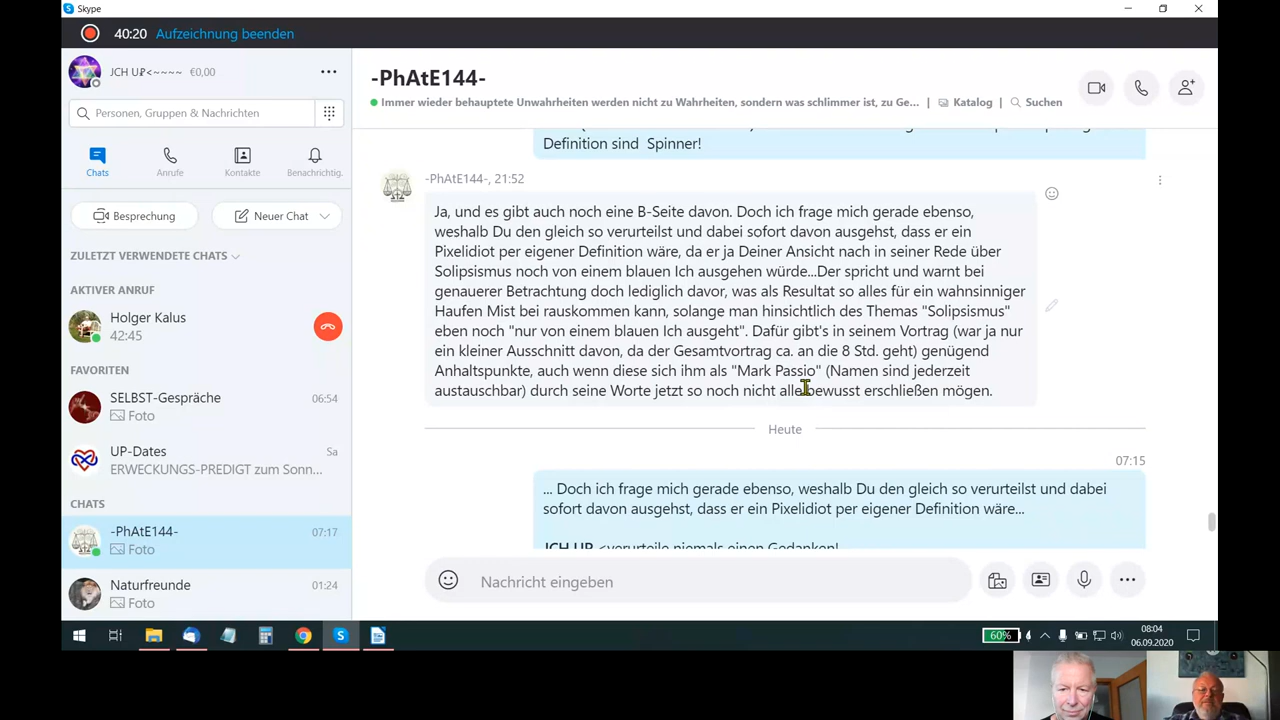 Skype
40:20 Aufzeichnung beenden
€0,00
Personen, Gruppen & Nachrichten
Chats
Anrufe
Kontakte
Benachrichtig.
Besprechung
Neuer Chat
ZULETZT VERWENDETE CHATS
AKTIVER ANRUF
Holger Kalus
42:45
FAVORITEN
SELBST-Gespräche 06:54
Foto
UP-Dates Sa
ERWECKUNGS-PREDIGT zum Sonn...
CHATS
-PhAtE144- 07:17
Foto
Naturfreunde 01:24
Foto
-PhAtE144-
Immer wieder behauptete Unwahrheiten werden nicht zu Wahrheiten, sondern was schlimmer ist, zu Ge... | Katalog | Suchen
Definition sind Spinner!
-PhAtE144-, 21:52
Ja, und es gibt auch noch eine B-Seite davon. Doch ich frage mich gerade ebenso,
weshalb Du den gleich so verurteilst und dabei sofort davon ausgehst, dass er ein
Pixelidiot per eigener Definition wäre, da er ja Deiner Ansicht nach in seiner Rede über
Solipsismus noch von einem blauen Ich ausgehen würde...Der spricht und warnt bei
genauerer Betrachtung doch lediglich davor, was als Resultat so alles für ein wahnsinniger
Haufen Mist bei rauskommen kann, solange man hinsichtlich des Themas "Solipsismus"
eben noch "nur von einem blauen Ich ausgeht". Dafür gibt's in seinem Vortrag (war ja nur
ein kleiner Ausschnitt davon, da der Gesamtvortrag ca. an die 8 Std. geht) genügend
Anhaltspunkte, auch wenn diese sich ihm als "Mark Passio" (Namen sind jederzeit
austauschbar) durch seine Worte jetzt so noch nicht alle bewusst erschließen mögen.
Heute
07:15
... Doch ich frage mich gerade ebenso, weshalb Du den gleich so verurteilst und dabei
sofort davon ausgehst, dass er ein Pixelidiot per eigener Definition wäre...
JCH UP <verurteile niemals einen Gedanken!
Nachricht eingeben
60%
08:04
06.09.2020